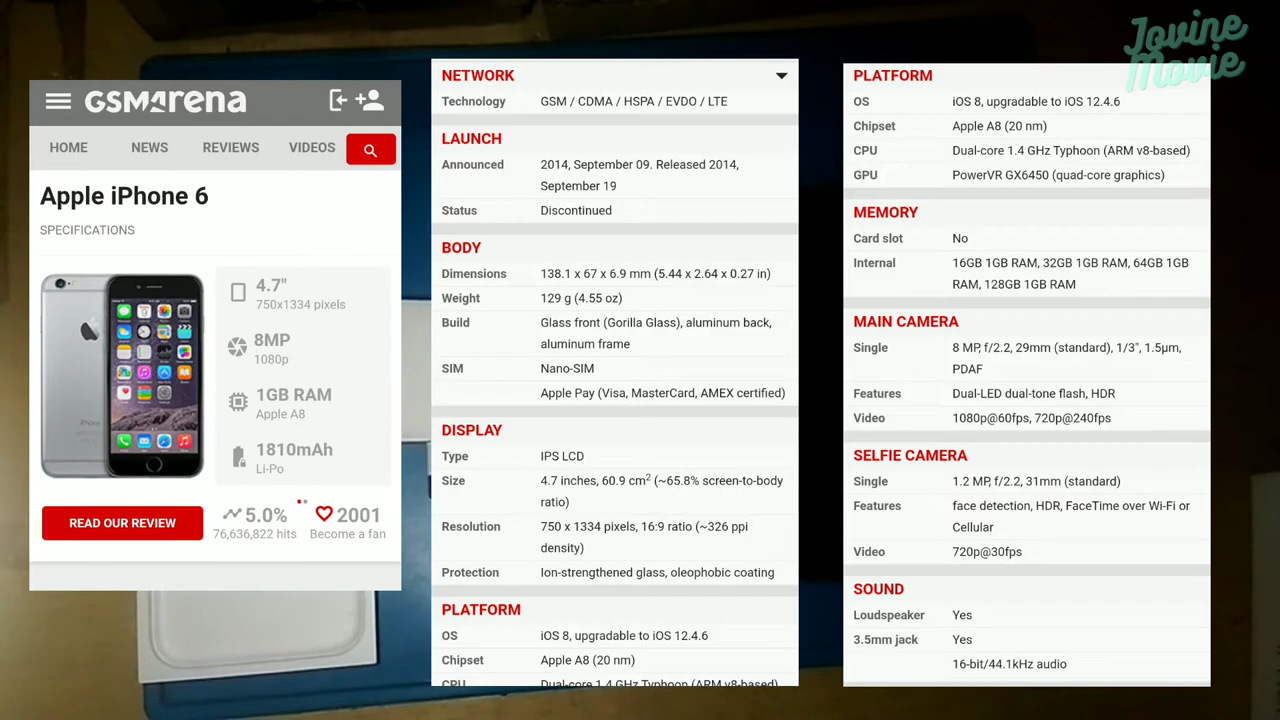 Jovine
Movie
GSMArena
HOME NEWS REVIEWS VIDEOS
Apple iPhone 6
SPECIFICATIONS
4.7"
750x1334 pixels
8MP
1080p
1GB RAM
Apple A8
1810mAh
Li-Po
iPhone
READ OUR REVIEW
5.0%
76,636,822 hits
2001
Become a fan
NETWORK
Technology GSM / CDMA / HSPA / EVDO / LTE
LAUNCH
Announced 2014, September 09. Released 2014,
September 19
Status Discontinued
BODY
Dimensions 138.1 x 67 x 6.9 mm (5.44 x 2.64 x 0.27 in)
Weight 129 g (4.55 oz)
Build Glass front (Gorilla Glass), aluminum back,
aluminum frame
SIM Nano-SIM
Apple Pay (Visa, MasterCard, AMEX certified)
DISPLAY
Type IPS LCD
Size 4.7 inches, 60.9 cm2 (~65.8% screen-to-body
ratio)
Resolution 750 x 1334 pixels, 16:9 ratio (~326 ppi
density)
Protection Ion-strengthened glass, oleophobic coating
PLATFORM
OS iOS 8, upgradable to iOS 12.4.6
Chipset Apple A8 (20 nm)
CPU Dual-core 1.4 GHz Typhoon (ARM v8-based)
PLATFORM
OS iOS 8, upgradable to iOS 12.4.6
Chipset Apple A8 (20 nm)
CPU Dual-core 1.4 GHz Typhoon (ARM v8-based)
GPU PowerVR GX6450 (quad-core graphics)
MEMORY
Card slot No
Internal 16GB 1GB RAM, 32GB 1GB RAM, 64GB 1GB
RAM, 128GB 1GB RAM
MAIN CAMERA
Single 8 MP, f/2.2, 29mm (standard), 1/3", 1.5µm,
PDAF
Features Dual-LED dual-tone flash, HDR
Video 1080p@60fps, 720p@240fps
SELFIE CAMERA
Single 1.2 MP, f/2.2, 31mm (standard)
Features face detection, HDR, FaceTime over Wi-Fi or
Cellular
Video 720p@30fps
SOUND
Loudspeaker Yes
3.5mm jack Yes
16-bit/44.1kHz audio